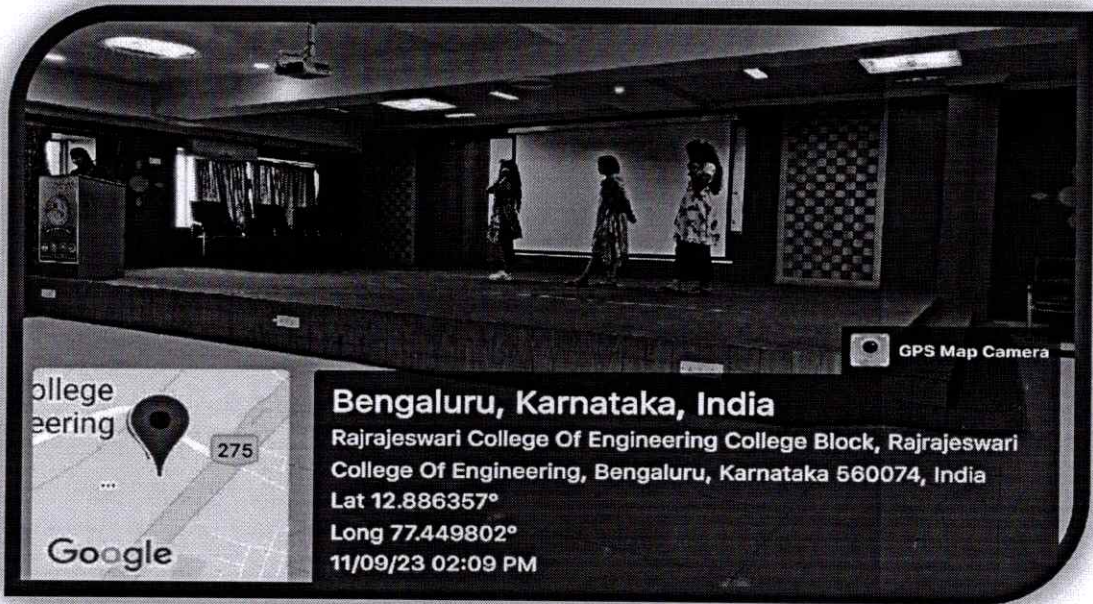 GPS Map Camera
ollege
eering
275
Google
Bengaluru, Karnataka, India
Rajrajeswari College Of Engineering College Block, Rajrajeswari
College Of Engineering, Bengaluru, Karnataka 560074, India
Lat 12.886357°
Long 77.449802°
11/09/23 02:09 PM